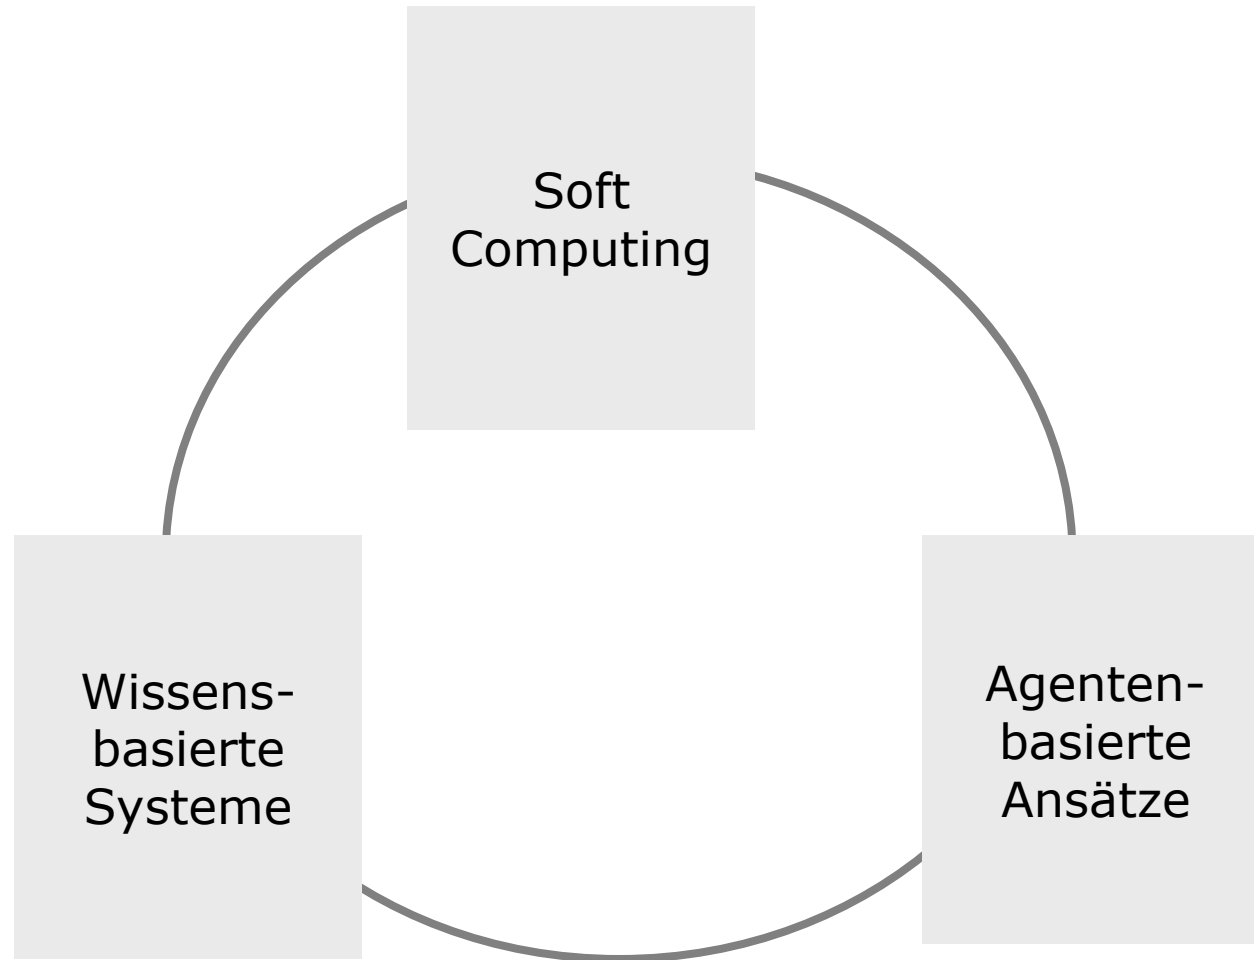 Soft
Computing
Wissens-
basierte
Systeme
Agenten-
basierte
Ansätze